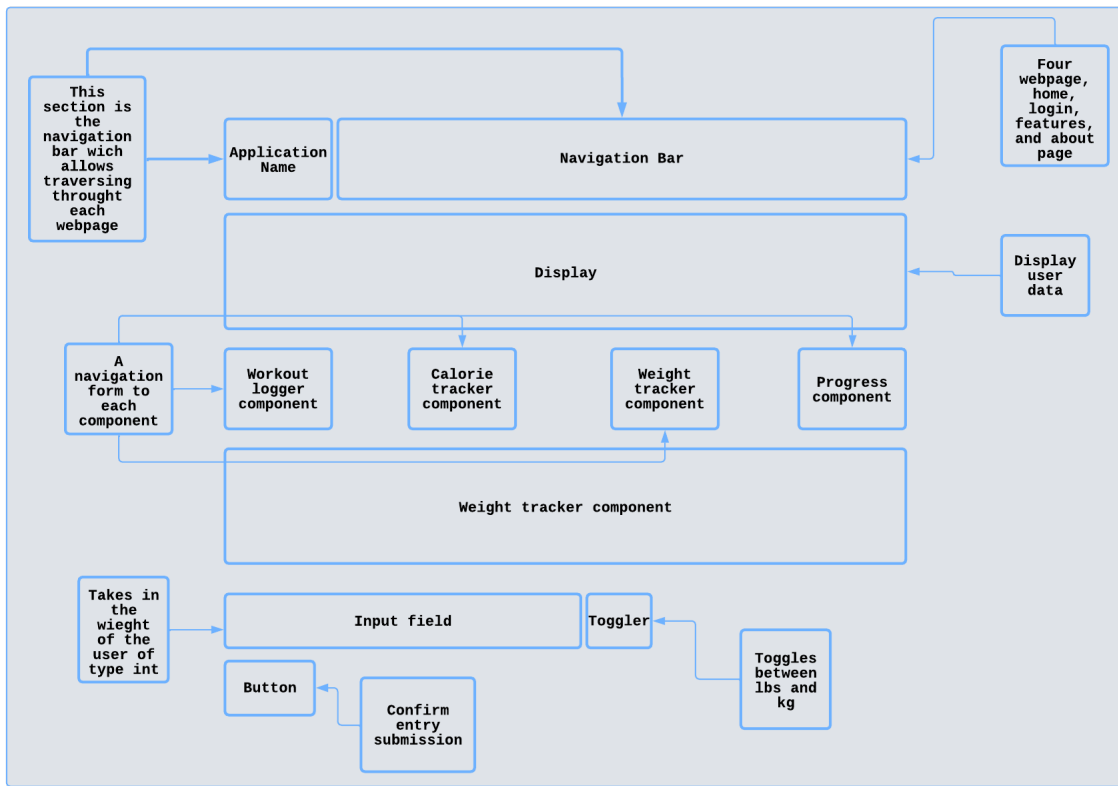 This
section is
the
navigation
bar wich
allows
traversing
throught
each
webpage
Application
Name
Navigation Bar
Four
webpage,
home,
login,
features,
and about
page
Display
Display
user
data
A
navigation
form to
each
component
Workout
logger
component
Calorie
tracker
component
Weight
tracker
component
Progress
component
Weight tracker component
Takes in
the
wieght
of the
user of
type int
Input field
Toggler
Toggles
between
lbs and
kg
Button
Confirm
entry
submission